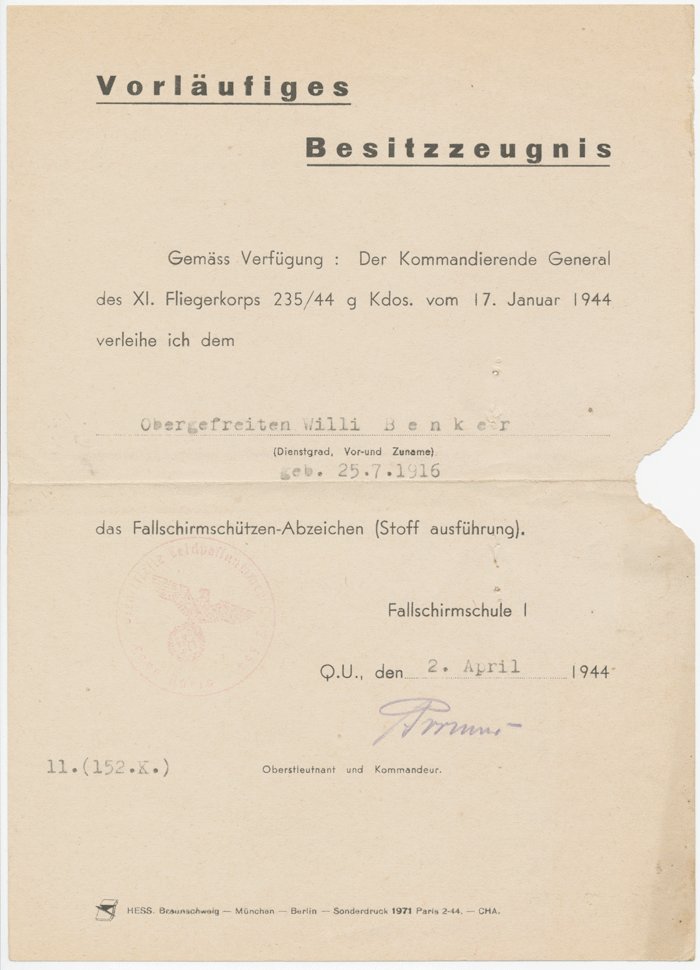 Vorläufiges
Besitzzeugnis
Gemäss Verfügung : Der Kommandierende General
des XI. Fliegerkorps 235/44 g Kdos. vom 17. Januar 1944
verleihe ich dem
Obergefreiten Willi B e n k e r
(Dienstgrad, Vor-und Zuname)
geb. 25.7.1916
das Fallschirmschützen-Abzeichen (Stoff ausführung).
Fallschirmschule I
Q.U., den 2. April 1944
11.(152.K.)
Oberstleutnant und Kommandeur.
HESS. Braunschweig — München — Berlin — Sonderdruck 1971 Paris 2-44. — CHA.